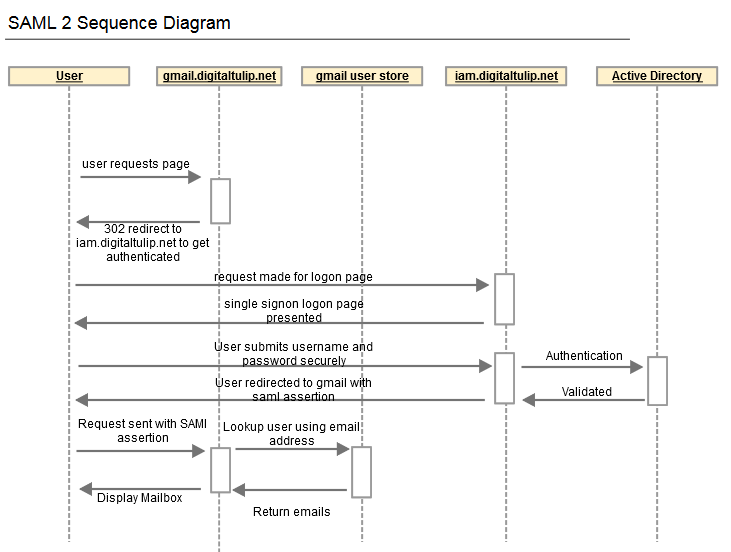 SAML 2 Sequence Diagram
User
gmail.digitaltulip.net
gmail user store
iam.digitaltulip.net
Active Directory
user requests page
302 redirect to
iam.digitaltulip.net to get
authenticated
request made for logon page
single signon logon page
presented
User submits username and
password securely
Authentication
User redirected to gmail with
saml assertion
Validated
Request sent with SAMl
assertion
Lookup user using email
address
Display Mailbox
Return emails